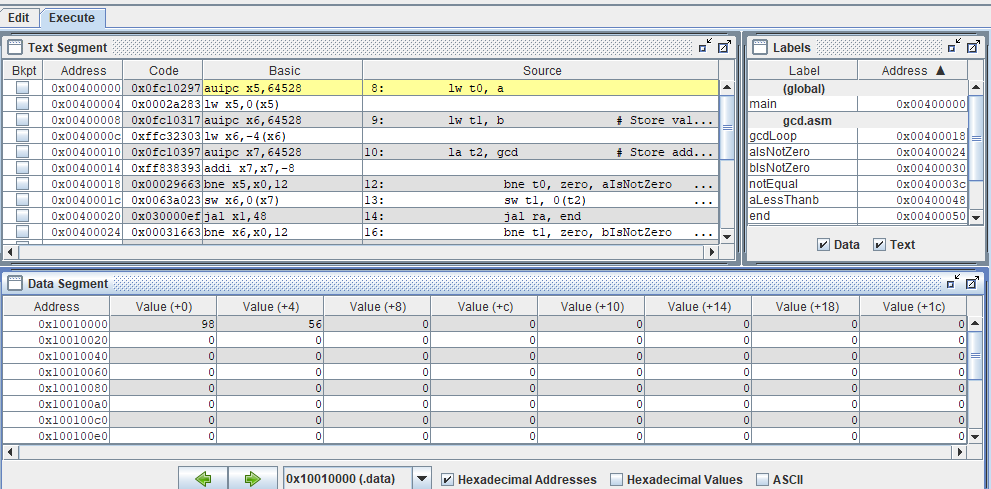 Edit Execute
Text Segment
Bkpt Address Code Basic Source
0x00400000 0x0fc10297 auipc x5,64528 8: lw t0, a
0x00400004 0x0002a283 lw x5,0(x5)
0x00400008 0x0fc10317 auipc x6,64528 9: lw t1, b # Store val...
0x0040000c 0xffc32303 lw x6,-4(x6)
0x00400010 0x0fc10397 auipc x7,64528 10: la t2, gcd # Store add...
0x00400014 0xff838393 addi x7,x7,-8
0x00400018 0x00029663 bne x5,x0,12 12: bne t0, zero, aIsNotZero ...
0x0040001c 0x0063a023 sw x6,0(x7) 13: sw t1, 0(t2) ...
0x00400020 0x030000ef jal x1,48 14: jal ra, end
0x00400024 0x00031663 bne x6,x0,12 16: bne t1, zero, bIsNotZero ...
Labels
Label Address ▲
(global)
main 0x00400000
gcd.asm
gcdLoop 0x00400018
aIsNotZero 0x00400024
bIsNotZero 0x00400030
notEqual 0x0040003c
aLessThanb 0x00400048
end 0x00400050
Data Text
Data Segment
Address Value (+0) Value (+4) Value (+8) Value (+c) Value (+10) Value (+14) Value (+18) Value (+1c)
0x10010000 98 56 0 0 0 0 0 0
0x10010020 0 0 0 0 0 0 0 0
0x10010040 0 0 0 0 0 0 0 0
0x10010060 0 0 0 0 0 0 0 0
0x10010080 0 0 0 0 0 0 0 0
0x100100a0 0 0 0 0 0 0 0 0
0x100100c0 0 0 0 0 0 0 0 0
0x100100e0 0 0 0 0 0 0 0 0
0x10010000 (.data) Hexadecimal Addresses Hexadecimal Values ASCII